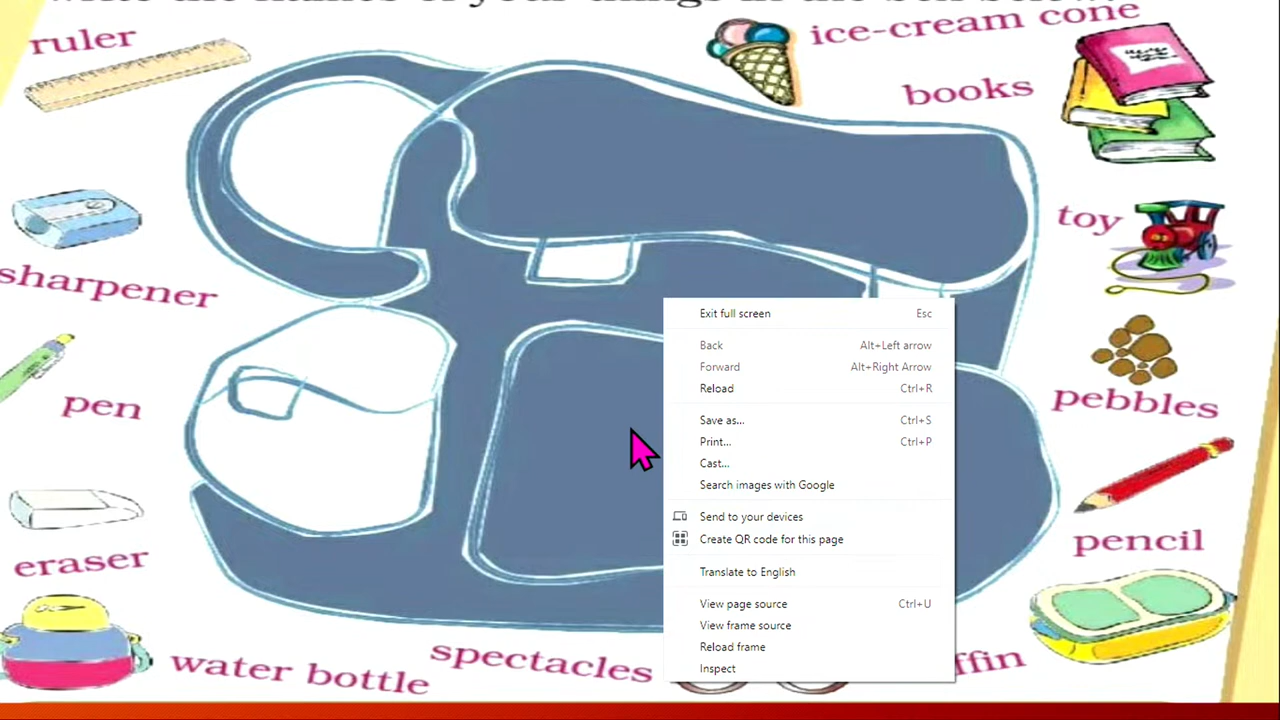 ruler
ice-cream cone
books
toy
sharpener
pen
pebbles
eraser
pencil
water bottle
spectacles
Exit full screen Esc
Back Alt+Left arrow
Forward Alt+Right Arrow
Reload Ctrl+R
Save as... Ctrl+S
Print... Ctrl+P
Cast...
Search images with Google
Send to your devices
Create QR code for this page
Translate to English
View page source Ctrl+U
View frame source
Reload frame
Inspect